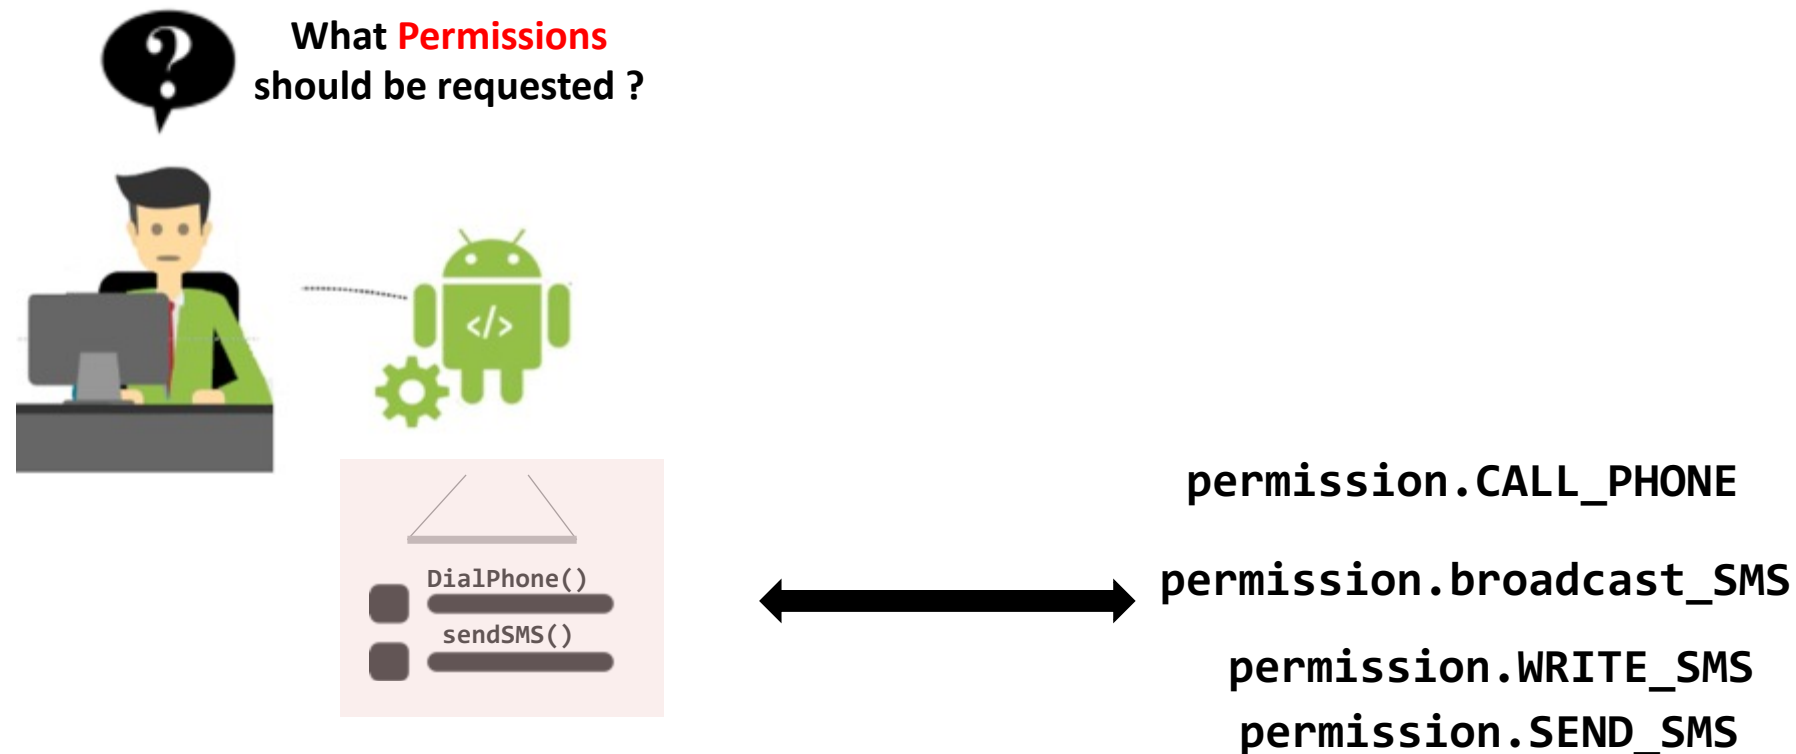 ?
What Permissions
should be requested ?
</>
DialPhone()
sendSMS()
permission.CALL_PHONE
permission.broadcast_SMS
permission.WRITE_SMS
permission.SEND_SMS